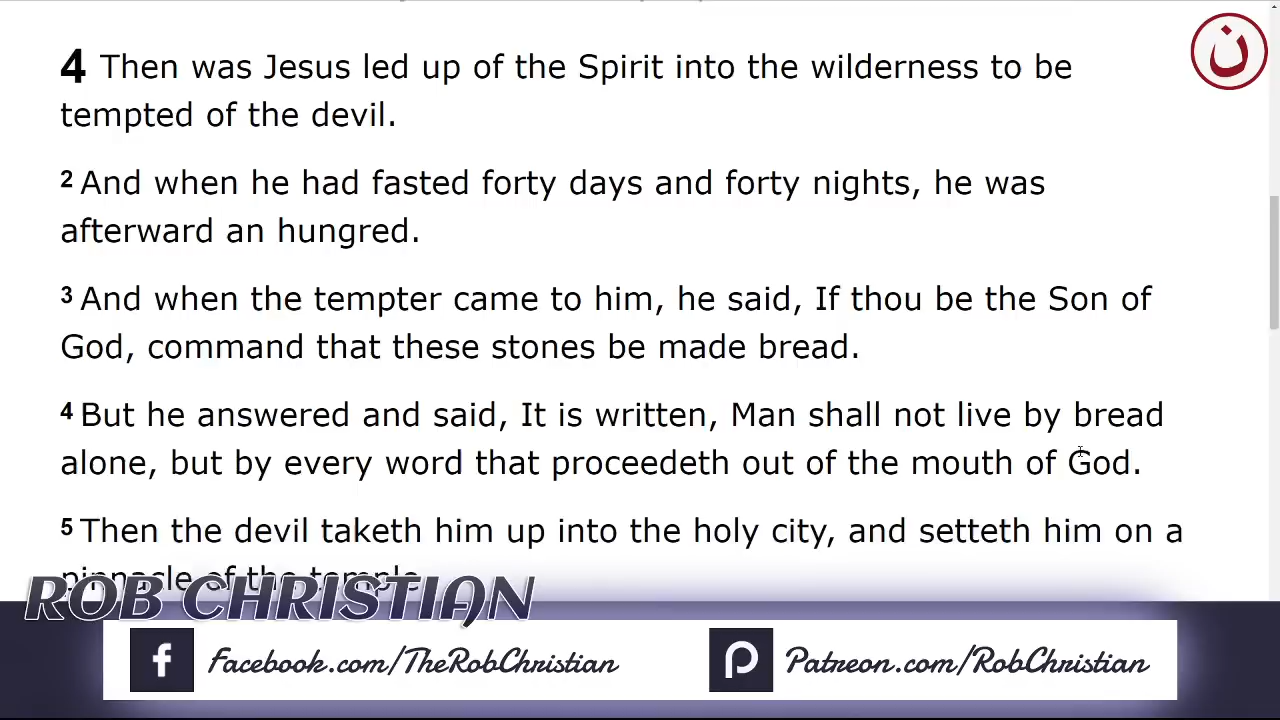 ن
4 Then was Jesus led up of the Spirit into the wilderness to be
tempted of the devil.
2 And when he had fasted forty days and forty nights, he was
afterward an hungred.
3 And when the tempter came to him, he said, If thou be the Son of
God, command that these stones be made bread.
4 But he answered and said, It is written, Man shall not live by bread
alone, but by every word that proceedeth out of the mouth of God.
5 Then the devil taketh him up into the holy city, and setteth him on a
pinnacle of the temple
ROB CHRISTIAN
Facebook.com/TheRobChristian
Patreon.com/RobChristian